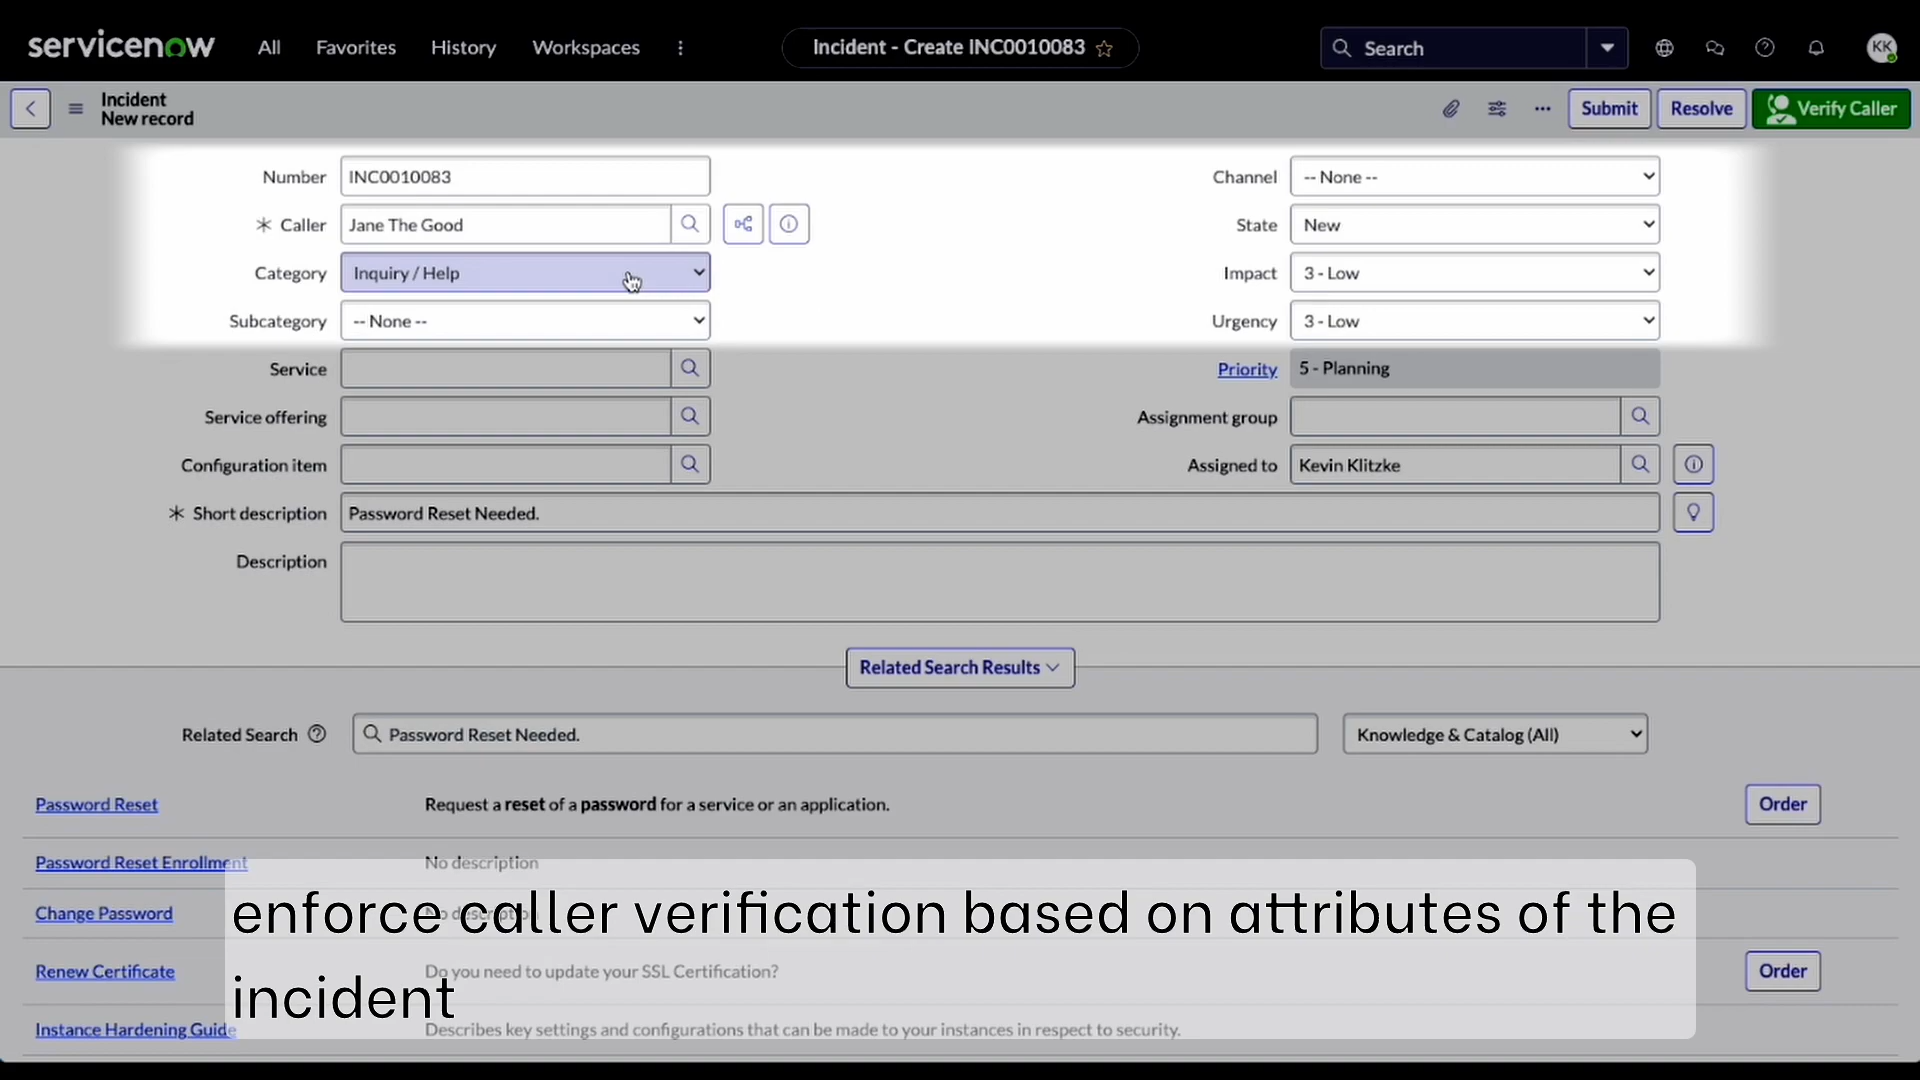 servicenow All Favorites History Workspaces Incident - Create INC0010083 Search KK
Incident
New record
Submit Resolve Verify Caller
Number INC0010083 Channel -- None --
* Caller Jane The Good State New
Category Inquiry / Help Impact 3 - Low
Subcategory -- None -- Urgency 3 - Low
Service Priority 5 - Planning
Service offering Assignment group
Configuration item Assigned to Kevin Klitzke
* Short description Password Reset Needed.
Description
Related Search Results
Related Search Password Reset Needed. Knowledge & Catalog (All)
Password Reset Request a reset of a password for a service or an application. Order
Password Reset Enrollment No description
Change Password No description
enforce caller verification based on attributes of the
Renew Certificate Do you need to update your SSL Certification? Order
incident
Instance Hardening Guide Describes key settings and configurations that can be made to your instances in respect to security.